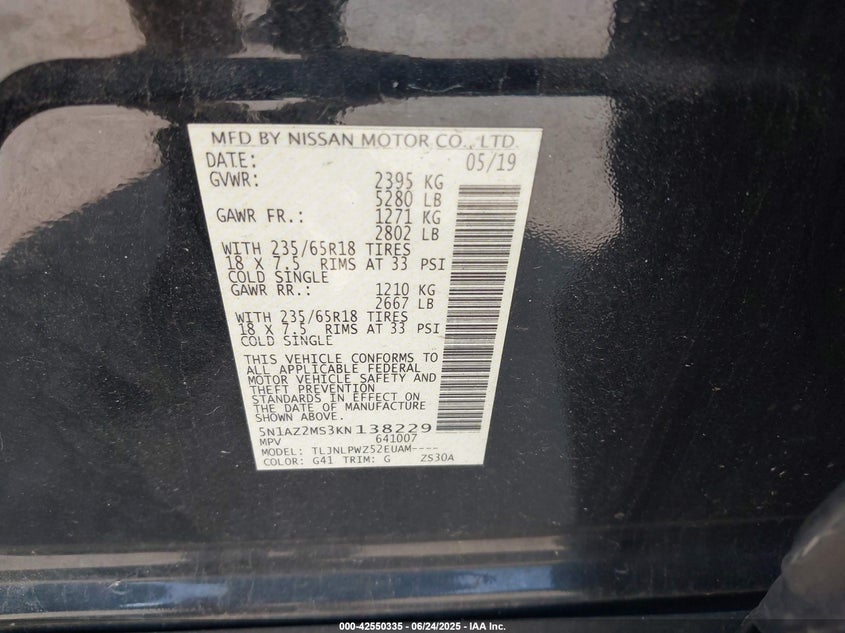 MFD BY NISSAN MOTOR CO., LTD.
DATE: 05/19
GVWR: 2395 KG
5280 LB
GAWR FR.: 1271 KG
2802 LB
WITH 235/65R18 TIRES
18 X 7.5 RIMS AT 33 PSI
COLD SINGLE
GAWR RR.: 1210 KG
2667 LB
WITH 235/65R18 TIRES
18 X 7.5 RIMS AT 33 PSI
COLD SINGLE
THIS VEHICLE CONFORMS TO
ALL APPLICABLE FEDERAL
MOTOR VEHICLE SAFETY AND
THEFT PREVENTION
STANDARDS IN EFFECT ON
THE DATE OF MANUFACTURE
SHOWN ABOVE.
5N1AZ2MS3KN138229
MPV 641007
MODEL: TLJNLPWZ52EUAM----
COLOR: G41 TRIM: G ZS30A
000-42550335 - 06/24/2025 - IAA Inc.